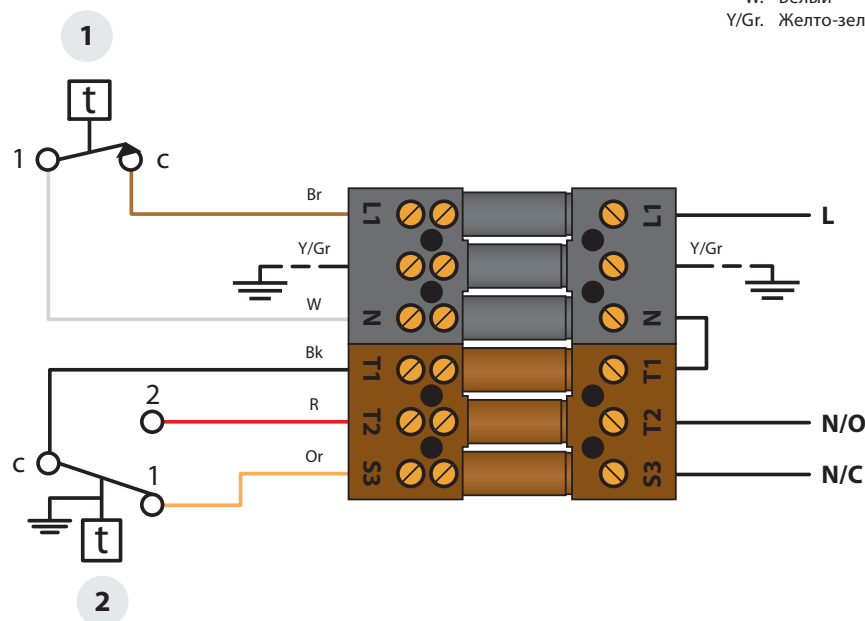 W. Белый
Y/Gr. Желто-зел
1
t
1 c
Br
L1
L1
L
Y/Gr
Y/Gr
W
N
N
Bk
T1
T1
2
R
T2
T2
N/O
c
1
Or
S3
S3
N/C
t
2